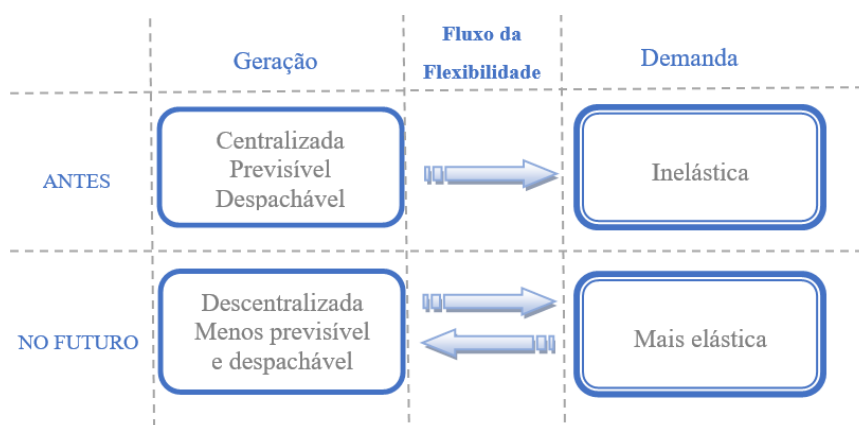 Geração
Fluxo da
Flexibilidade
Demanda
ANTES
Centralizada
Previsível
Despachável
Inelástica
NO FUTURO
Descentralizada
Menos previsível
e despachável
Mais elástica